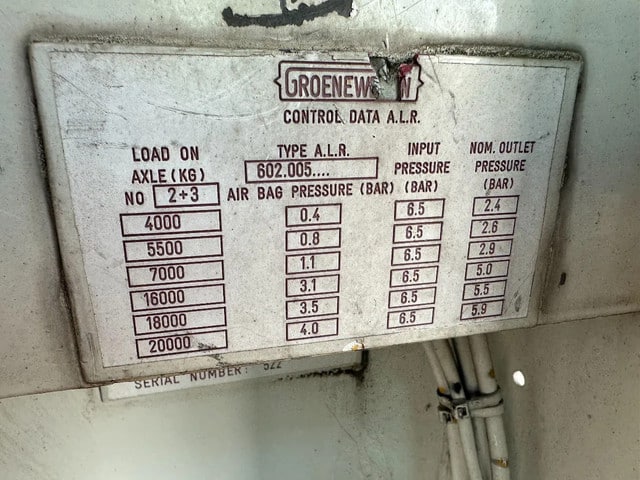 CONTROL DATA A.L.R.
LOAD ON AXLE (KG) NO 2+3
TYPE A.L.R. 602.005....
AIR BAG PRESSURE (BAR)
INPUT PRESSURE (BAR)
NOM. OUTLET PRESSURE (BAR)
4000 0.4 6.5 2.4
5500 0.8 6.5 2.6
7000 1.1 6.5 2.9
16000 3.1 6.5 5.0
18000 3.5 6.5 5.5
20000 4.0 6.5 5.9
SERIAL NUMBER: 522